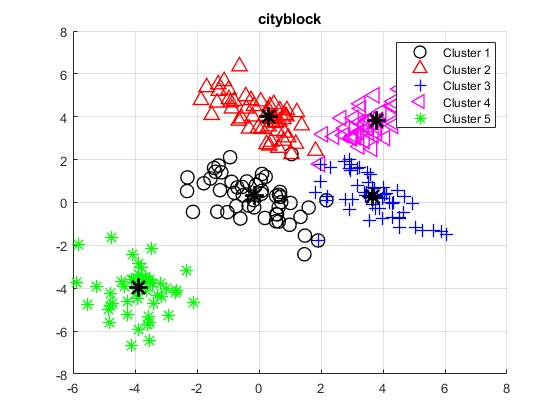 cityblock
8
6
4
2
0
-2
-4
-6
-8
-6
-4
-2
0
2
4
6
8
Cluster 1
Cluster 2
Cluster 3
Cluster 4
Cluster 5